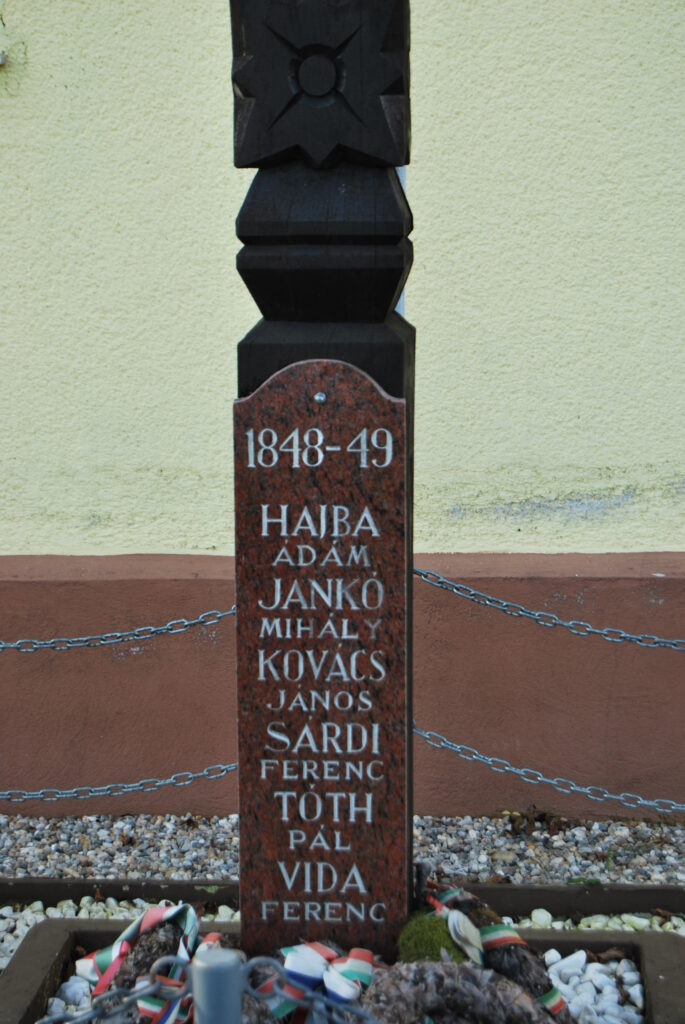 1848-49
HAJBA
ÁDÁM
JANKÓ
MIHÁLY
KOVÁCS
JÁNOS
SÁRDI
FERENC
TÓTH
PÁL
VIDA
FERENC